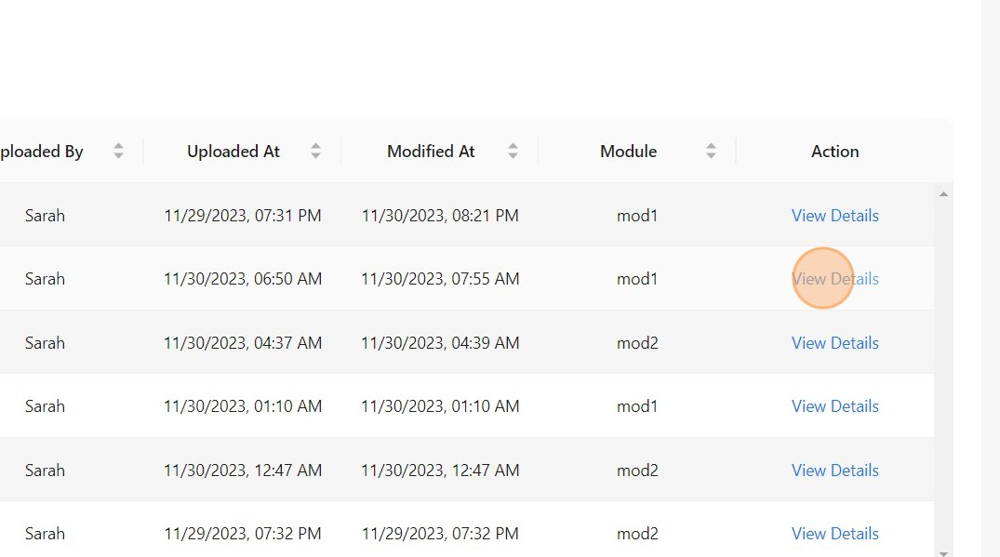 ploaded By Uploaded At Modified At Module Action
Sarah 11/29/2023, 07:31 PM 11/30/2023, 08:21 PM mod1 View Details
Sarah 11/30/2023, 06:50 AM 11/30/2023, 07:55 AM mod1 View Details
Sarah 11/30/2023, 04:37 AM 11/30/2023, 04:39 AM mod2 View Details
Sarah 11/30/2023, 01:10 AM 11/30/2023, 01:10 AM mod1 View Details
Sarah 11/30/2023, 12:47 AM 11/30/2023, 12:47 AM mod2 View Details
Sarah 11/29/2023, 07:32 PM 11/29/2023, 07:32 PM mod2 View Details